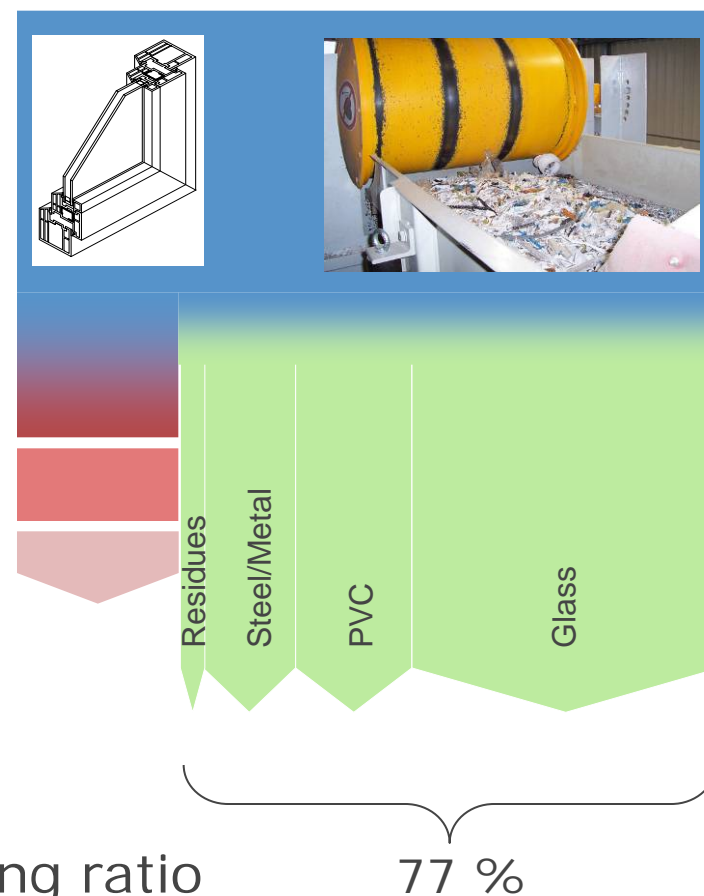 Residues
Steel/Metal
PVC
Glass
ng ratio 77 %